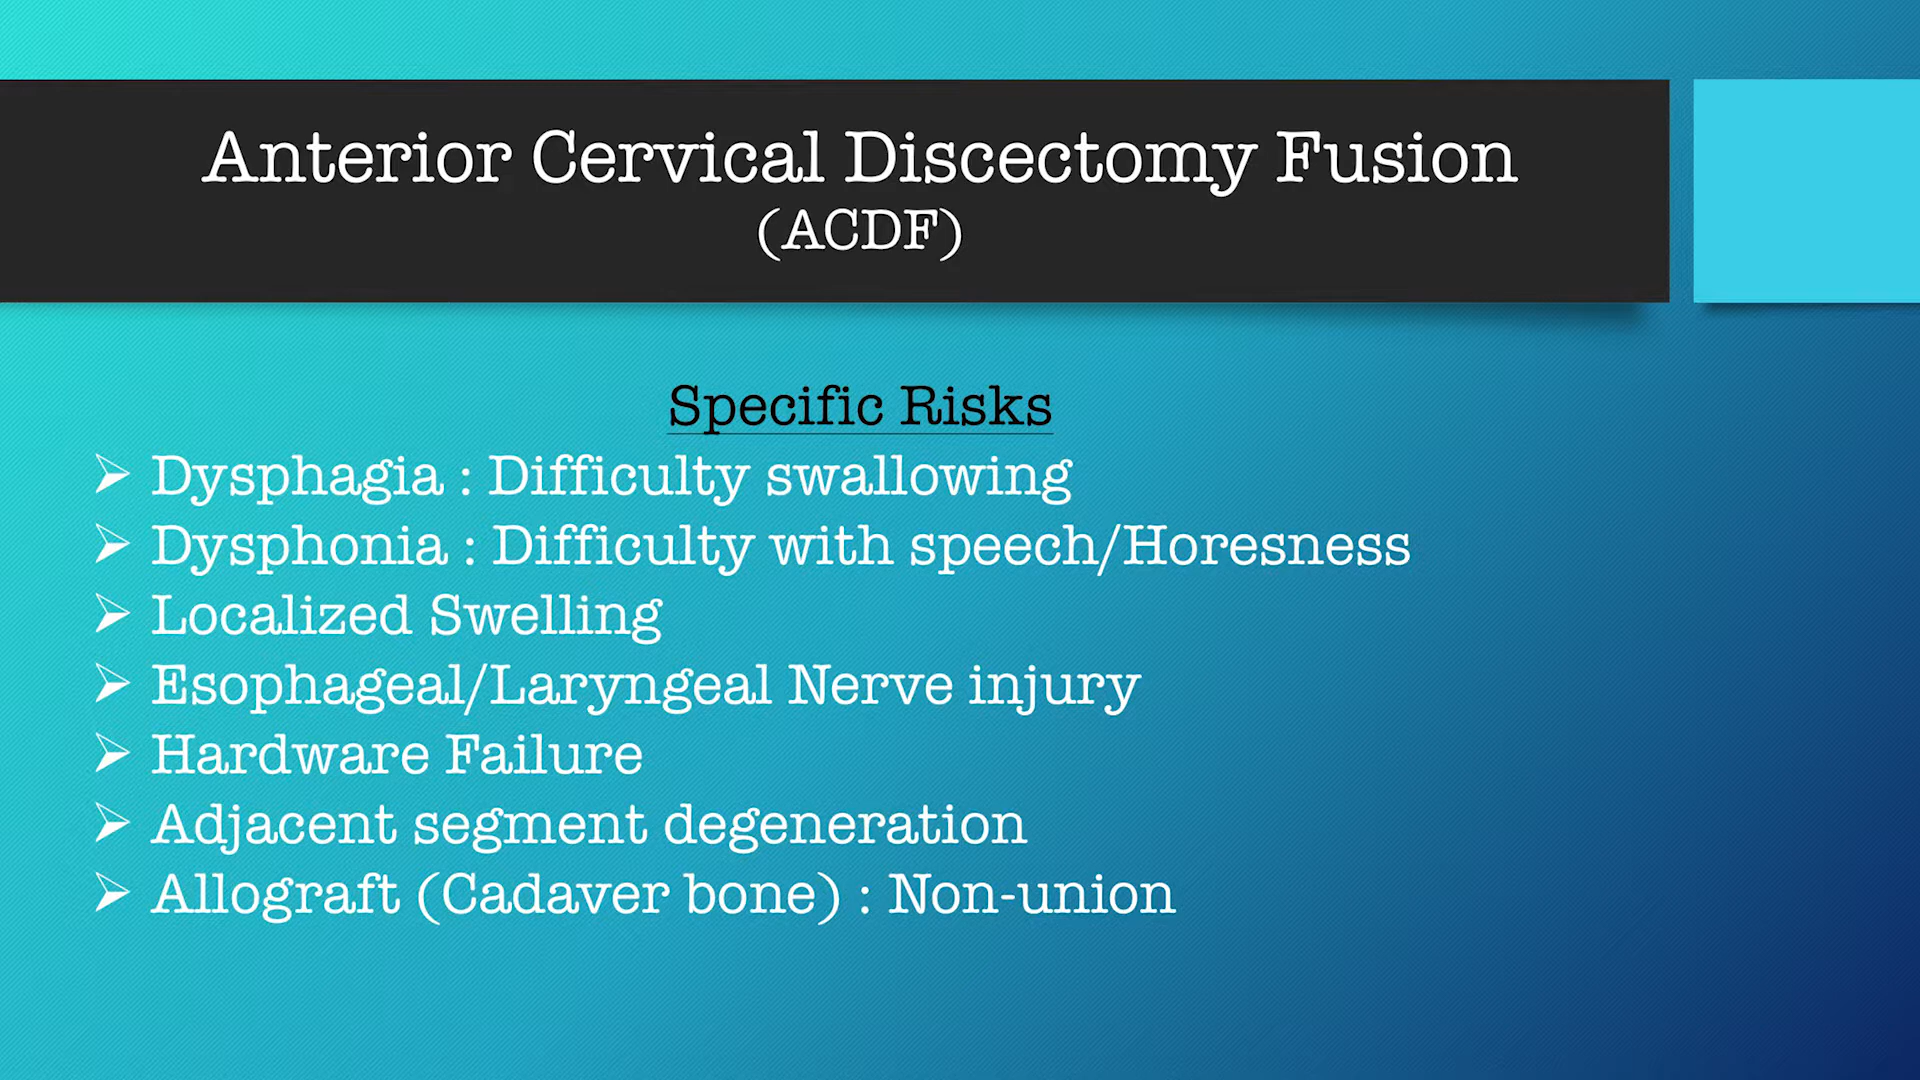 Anterior Cervical Discectomy Fusion
(ACDF)
Specific Risks
➢ Dysphagia : Difficulty swallowing
➢ Dysphonia : Difficulty with speech/Horesness
➢ Localized Swelling
➢ Esophageal/Laryngeal Nerve injury
➢ Hardware Failure
➢ Adjacent segment degeneration
➢ Allograft (Cadaver bone) : Non-union